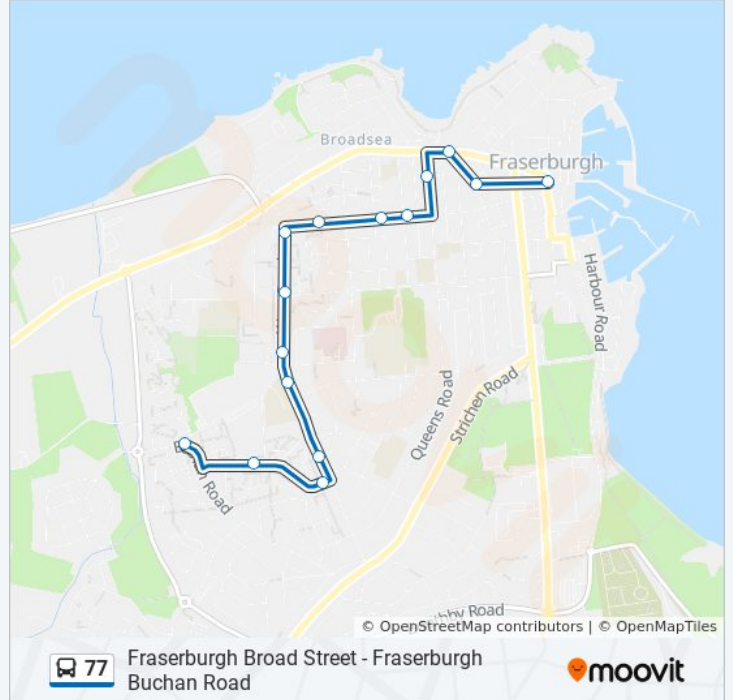 Broadsea
Fraserburgh
Harbour Road
Queens Road
Strichen Road
Road
Road
© OpenStreetMap contributors | © OpenMapTiles
77
Fraserburgh Broad Street - Fraserburgh
Buchan Road
moovit